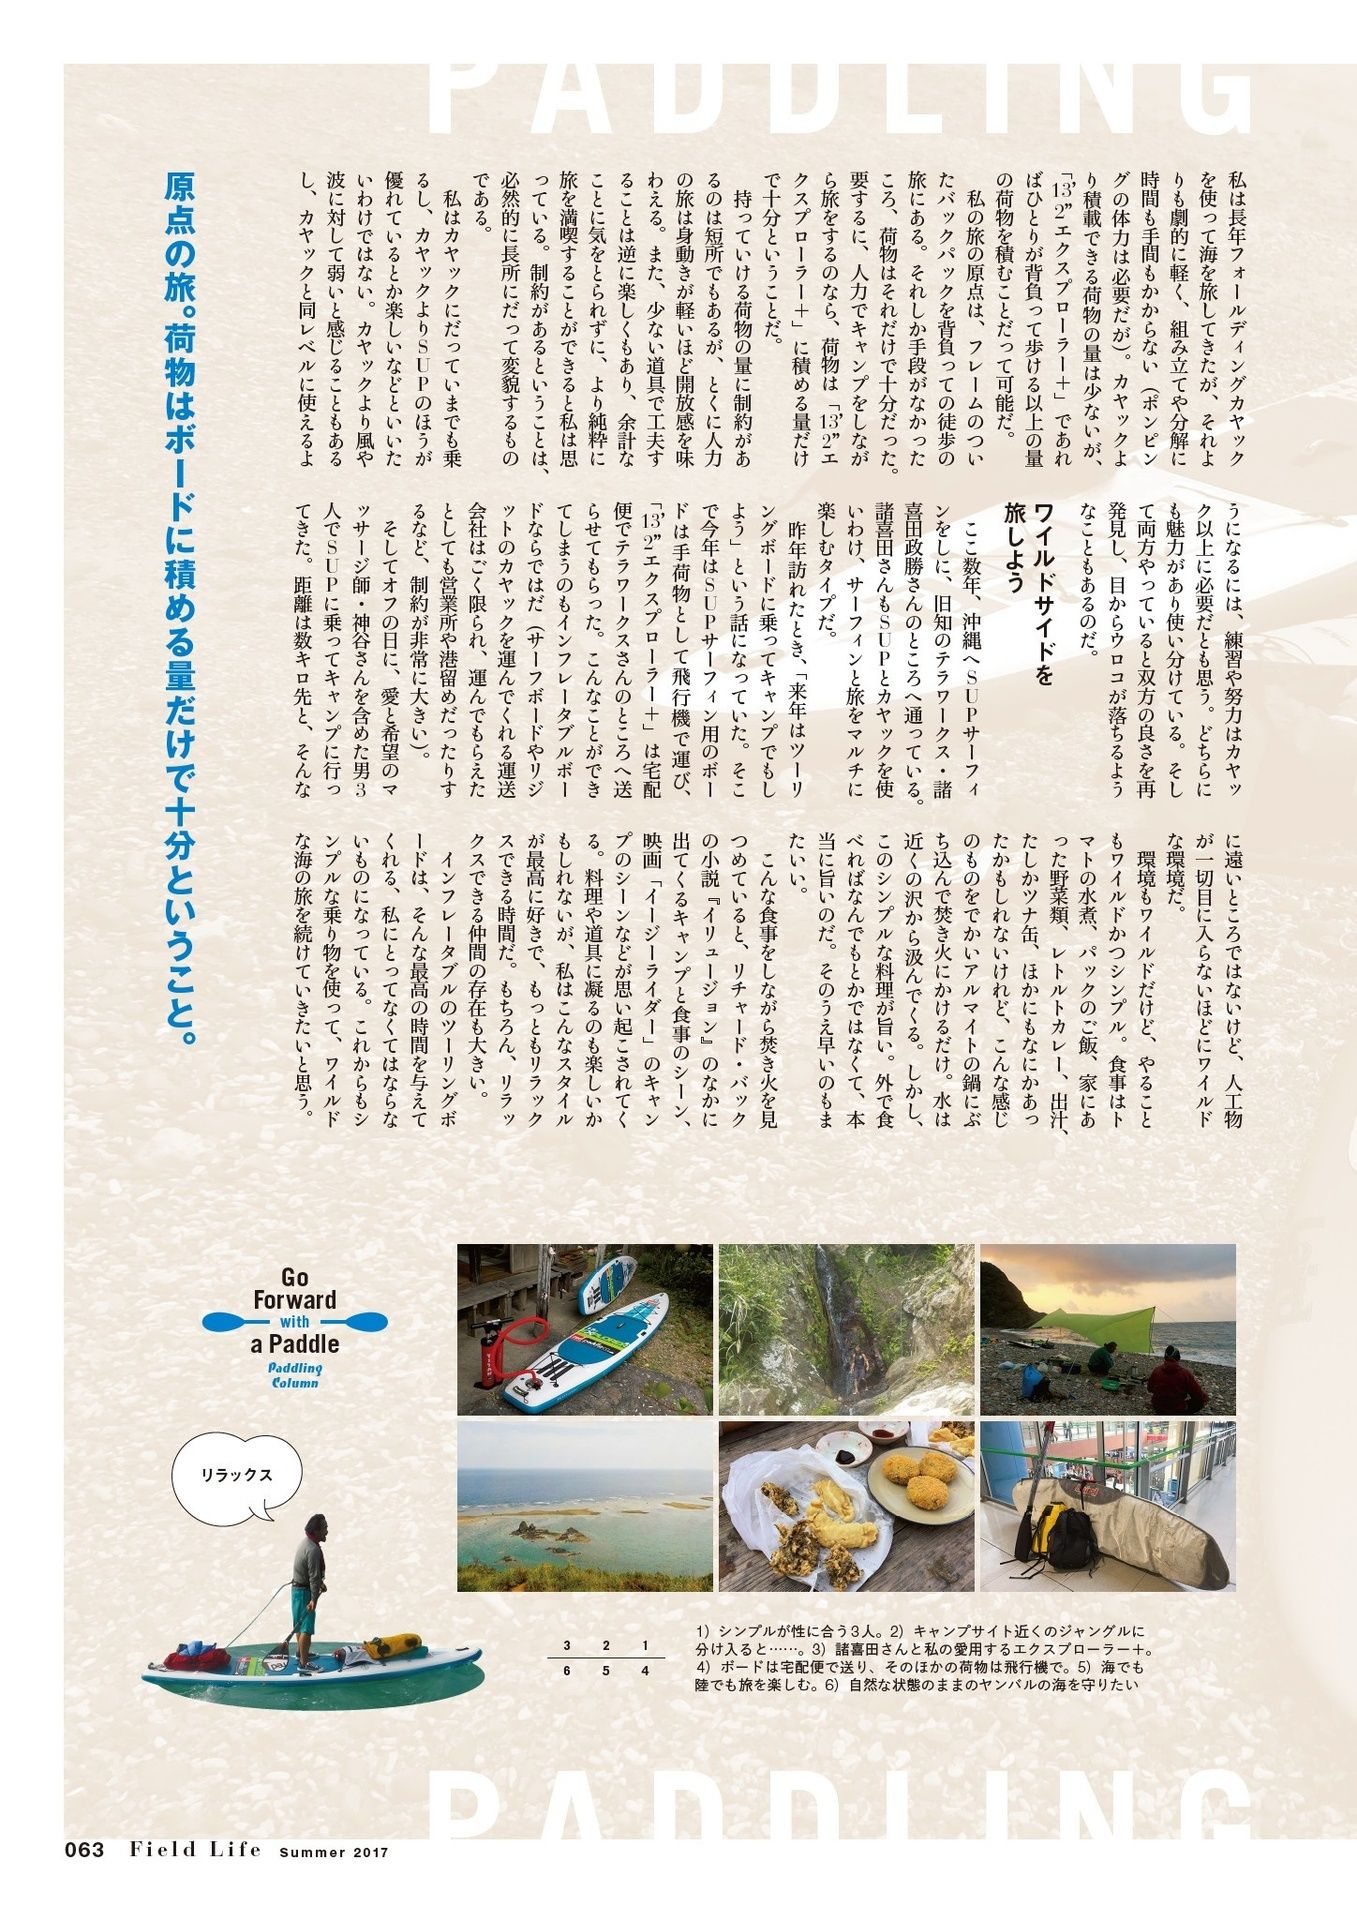 PADDLING
私は長年フォールディングカヤック
を使って海を旅してきたが、それよ
りも劇的に軽く、組み立てや分解に
時間も手間もかからない（ポンピン
グの体力は必要だが）。カヤックよ
り積載できる荷物の量は少ないが、
「13’2”エクスプローラー＋」であれ
ばひとりが背負って歩ける以上の量
の荷物を積むことだって可能だ。
私の旅の原点は、フレームのつい
たバックパックを背負っての徒歩の
旅にある。それしか手段がなかった
ころ、荷物はそれだけで十分だった。
要するに、人力でキャンプをしなが
ら旅をするのなら、荷物は「13’2”エ
クスプローラー＋」に積める量だけ
で十分ということだ。
持っていける荷物の量に制約があ
るのは短所でもあるが、とくに人力
の旅は身動きが軽いほど開放感を味
わえる。また、少ない道具で工夫す
ることは逆に楽しくもあり、余計な
ことに気をとられずに、より純粋に
旅を満喫することができると私は思
っている。制約があるということは、
必然的に長所にだって変貌するもの
である。
私はカヤックにだっていまでも乗
るし、カヤックよりＳＵＰのほうが
優れているとか楽しいなどといいた
いわけではない。カヤックより風や
波に対して弱いと感じることもある
し、カヤックと同レベルに使えるよ
うになるには、練習や努力はカヤッ
ク以上に必要だとも思う。どちらに
も魅力があり使い分けている。そし
て両方やっていると双方の良さを再
発見し、目からウロコが落ちるよう
なこともあるのだ。
ワイルドサイドを
旅しよう
ここ数年、沖縄へＳＵＰサーフィ
ンをしに、旧知のテラワークス・諸
喜田政勝さんのところへ通っている。
諸喜田さんもＳＵＰとカヤックを使
いわけ、サーフィンと旅をマルチに
楽しむタイプだ。
昨年訪れたとき、「来年はツーリ
ングボードに乗ってキャンプでもし
よう」という話になっていた。そこ
で今年はＳＵＰサーフィン用のボー
ドは手荷物として飛行機で運び、
「13’2”エクスプローラー＋」は宅配
便でテラワークスさんのところへ送
らせてもらった。こんなことができ
てしまうのもインフレータブルボー
ドならではだ（サーフボードやリジ
ットのカヤックを運んでくれる運送
会社はごく限られ、運んでもらえた
としても営業所や港留めだったりす
るなど、制約が非常に大きい）。
そしてオフの日に、愛と希望のマ
ッサージ師・神谷さんを含めた男３
人でＳＵＰに乗ってキャンプに行っ
てきた。距離は数キロ先と、そんな
に遠いところではないけど、人工物
が一切目に入らないほどにワイルド
な環境だ。
環境もワイルドだけど、やること
もワイルドかつシンプル。食事はト
マトの水煮、パックのご飯、家にあ
った野菜類、レトルトカレー、出汁、
たしかツナ缶、ほかにもなにかあっ
たかもしれないけれど、こんな感じ
のものをでかいアルマイトの鍋にぶ
ち込んで焚き火にかけるだけ。水は
近くの沢から汲んでくる。しかし、
このシンプルな料理が旨い。外で食
べればなんでもとかではなくて、本
当に旨いのだ。そのうえ早いのもま
たいい。
こんな食事をしながら焚き火を見
つめていると、リチャード・バック
の小説『イリュージョン』のなかに
出てくるキャンプと食事のシーン、
映画「イージーライダー」のキャン
プのシーンなどが思い起こされてく
る。料理や道具に凝るのも楽しいか
もしれないが、私はこんなスタイル
が最高に好きで、もっともリラック
スできる時間だ。もちろん、リラッ
クスできる仲間の存在も大きい。
インフレータブルのツーリングボ
ードは、そんな最高の時間を与えて
くれる、私にとってなくてはならな
いものになっている。これからもシ
ンプルな乗り物を使って、ワイルド
な海の旅を続けていきたいと思う。
原点の旅。荷物はボードに積める量だけで十分ということ。
Go
Forward
with
a Paddle
Paddling
Column
リラックス
3 2 1
6 5 4
1）シンプルが性に合う3人。2）キャンプサイト近くのジャングルに
分け入ると……。3）諸喜田さんと私の愛用するエクスプローラー＋。
4）ボードは宅配便で送り、そのほかの荷物は飛行機で。5）海でも
陸でも旅を楽しむ。6）自然な状態のままのヤンバルの海を守りたい
PADDLING
063 Field Life Summer 2017